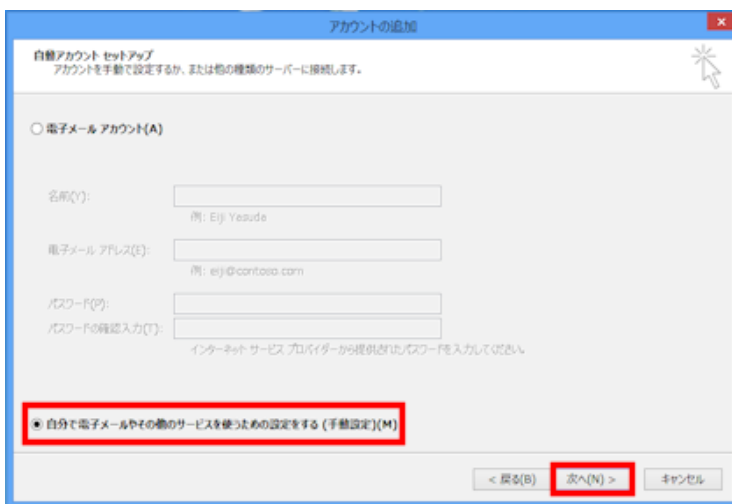 アカウントの追加
自動アカウント セットアップ
アカウントを手動で設定するか、または他の種類のサーバーに接続します。
電子メール アカウント(A)
名前(Y):
例: Eiji Yasuda
電子メール アドレス(E):
例: eiji@contoso.com
パスワード(P):
パスワードの確認入力(T):
インターネット サービス プロバイダーから提供されたパスワードを入力してください。
自分で電子メールやその他のサービスを使うための設定をする (手動設定)(M)
< 戻る(B) 次へ(N) > キャンセル